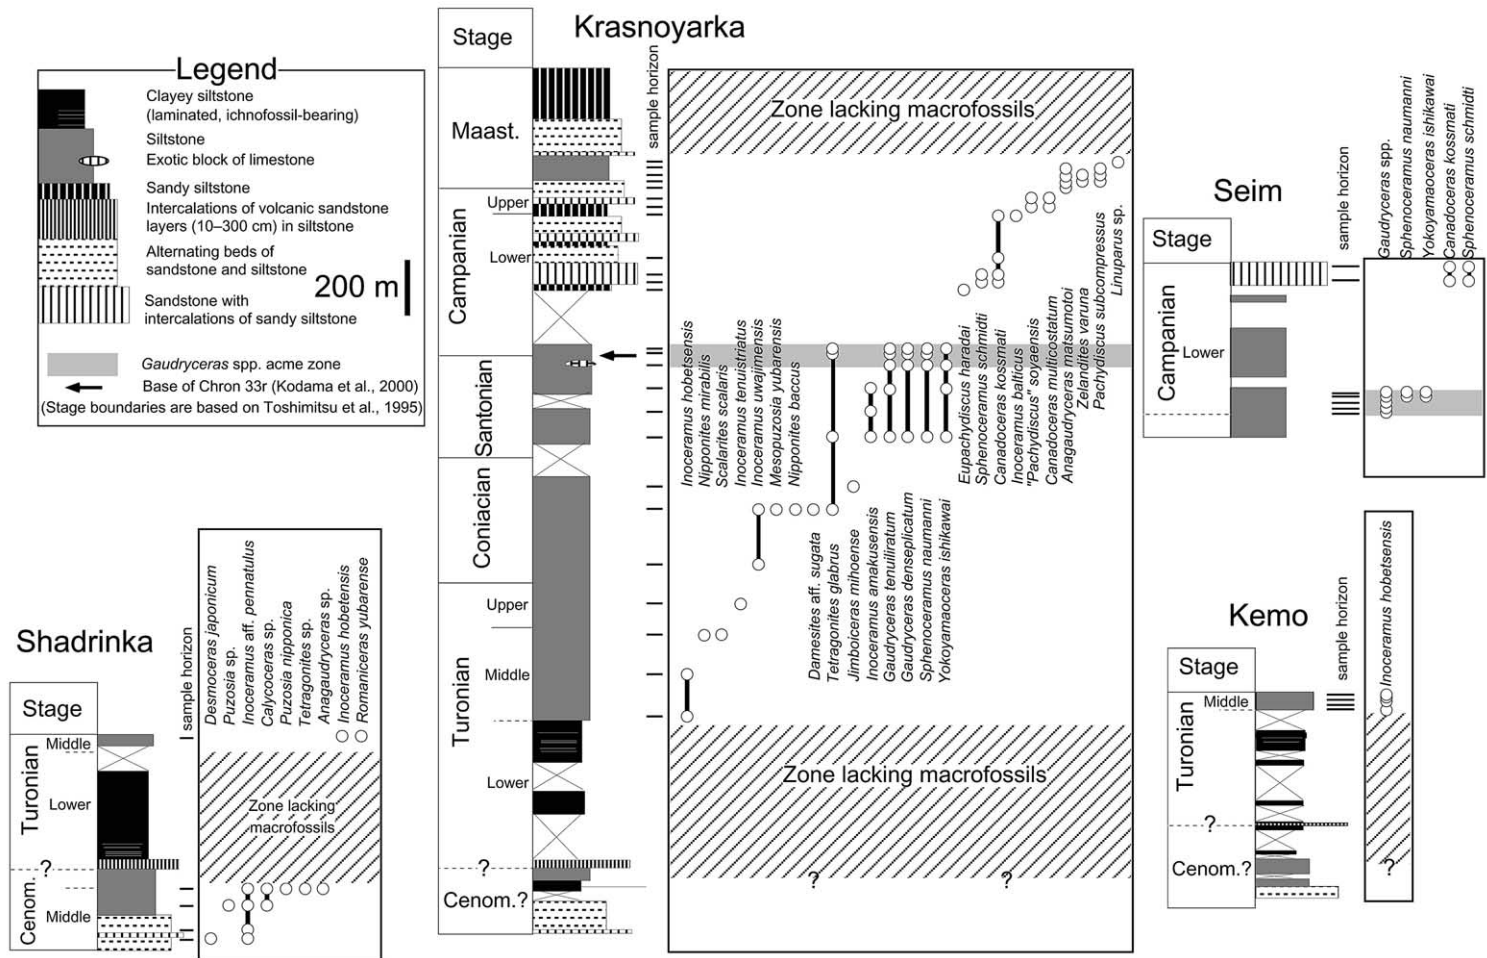 Legend
Clayey siltstone
(laminated, ichnofossil-bearing)
Siltstone
Exotic block of limestone
Sandy siltstone
Intercalations of volcanic sandstone
layers (10–300 cm) in siltstone
Alternating beds of
sandstone and siltstone
200 m
Sandstone with
intercalations of sandy siltstone
Gaudryceras spp. acme zone
Base of Chron 33r (Kodama et al., 2000)
(Stage boundaries are based on Toshimitsu et al., 1995)
Krasnoyarka
Stage
sample horizon
Maast.
Campanian
Upper
Lower
Santonian
Coniacian
Turonian
Upper
Middle
Lower
?
Cenom.?
Zone lacking macrofossils
Inoceramus hobetsensis
Nipponites mirabilis
Scalarites scalaris
Inoceramus tenuistriatus
Inoceramus uwajimensis
Mesopuzosia yubarensis
Nipponites baccus
Damesites aff. sugata
Tetragonites glabrus
Jimboiceras mihoense
Inoceramus amakusensis
Gaudryceras tenuiliratum
Gaudryceras denseplicatum
Sphenoceramus naumanni
Yokoyamaoceras ishikawai
Eupachydiscus haradai
Sphenoceramus schmidti
Canadoceras kossmati
Inoceramus balticus
"Pachydiscus" soyaensis
Canadoceras multicostatum
Anagaudryceras matsumotoi
Zelandites varuna
Pachydiscus subcompressus
Linuparus sp.
Zone lacking macrofossils
?
?
Seim
Stage
sample horizon
Campanian
Lower
Gaudryceras spp.
Sphenoceramus naumanni
Yokoyamaoceras ishikawai
Canadoceras kossmati
Sphenoceramus schmidti
Shadrinka
Stage
sample horizon
Turonian
Middle
Lower
?
Cenom.
Middle
Desmoceras japonicum
Puzosia sp.
Inoceramus aff. pennatulus
Calycoceras sp.
Puzosia nipponica
Tetragonites sp.
Anagaudryceras sp.
Inoceramus hobetensis
Romaniceras yubarense
Zone lacking
macrofossils
Kemo
Stage
sample horizon
Turonian
Middle
?
Cenom.?
Inoceramus hobetsensis
?